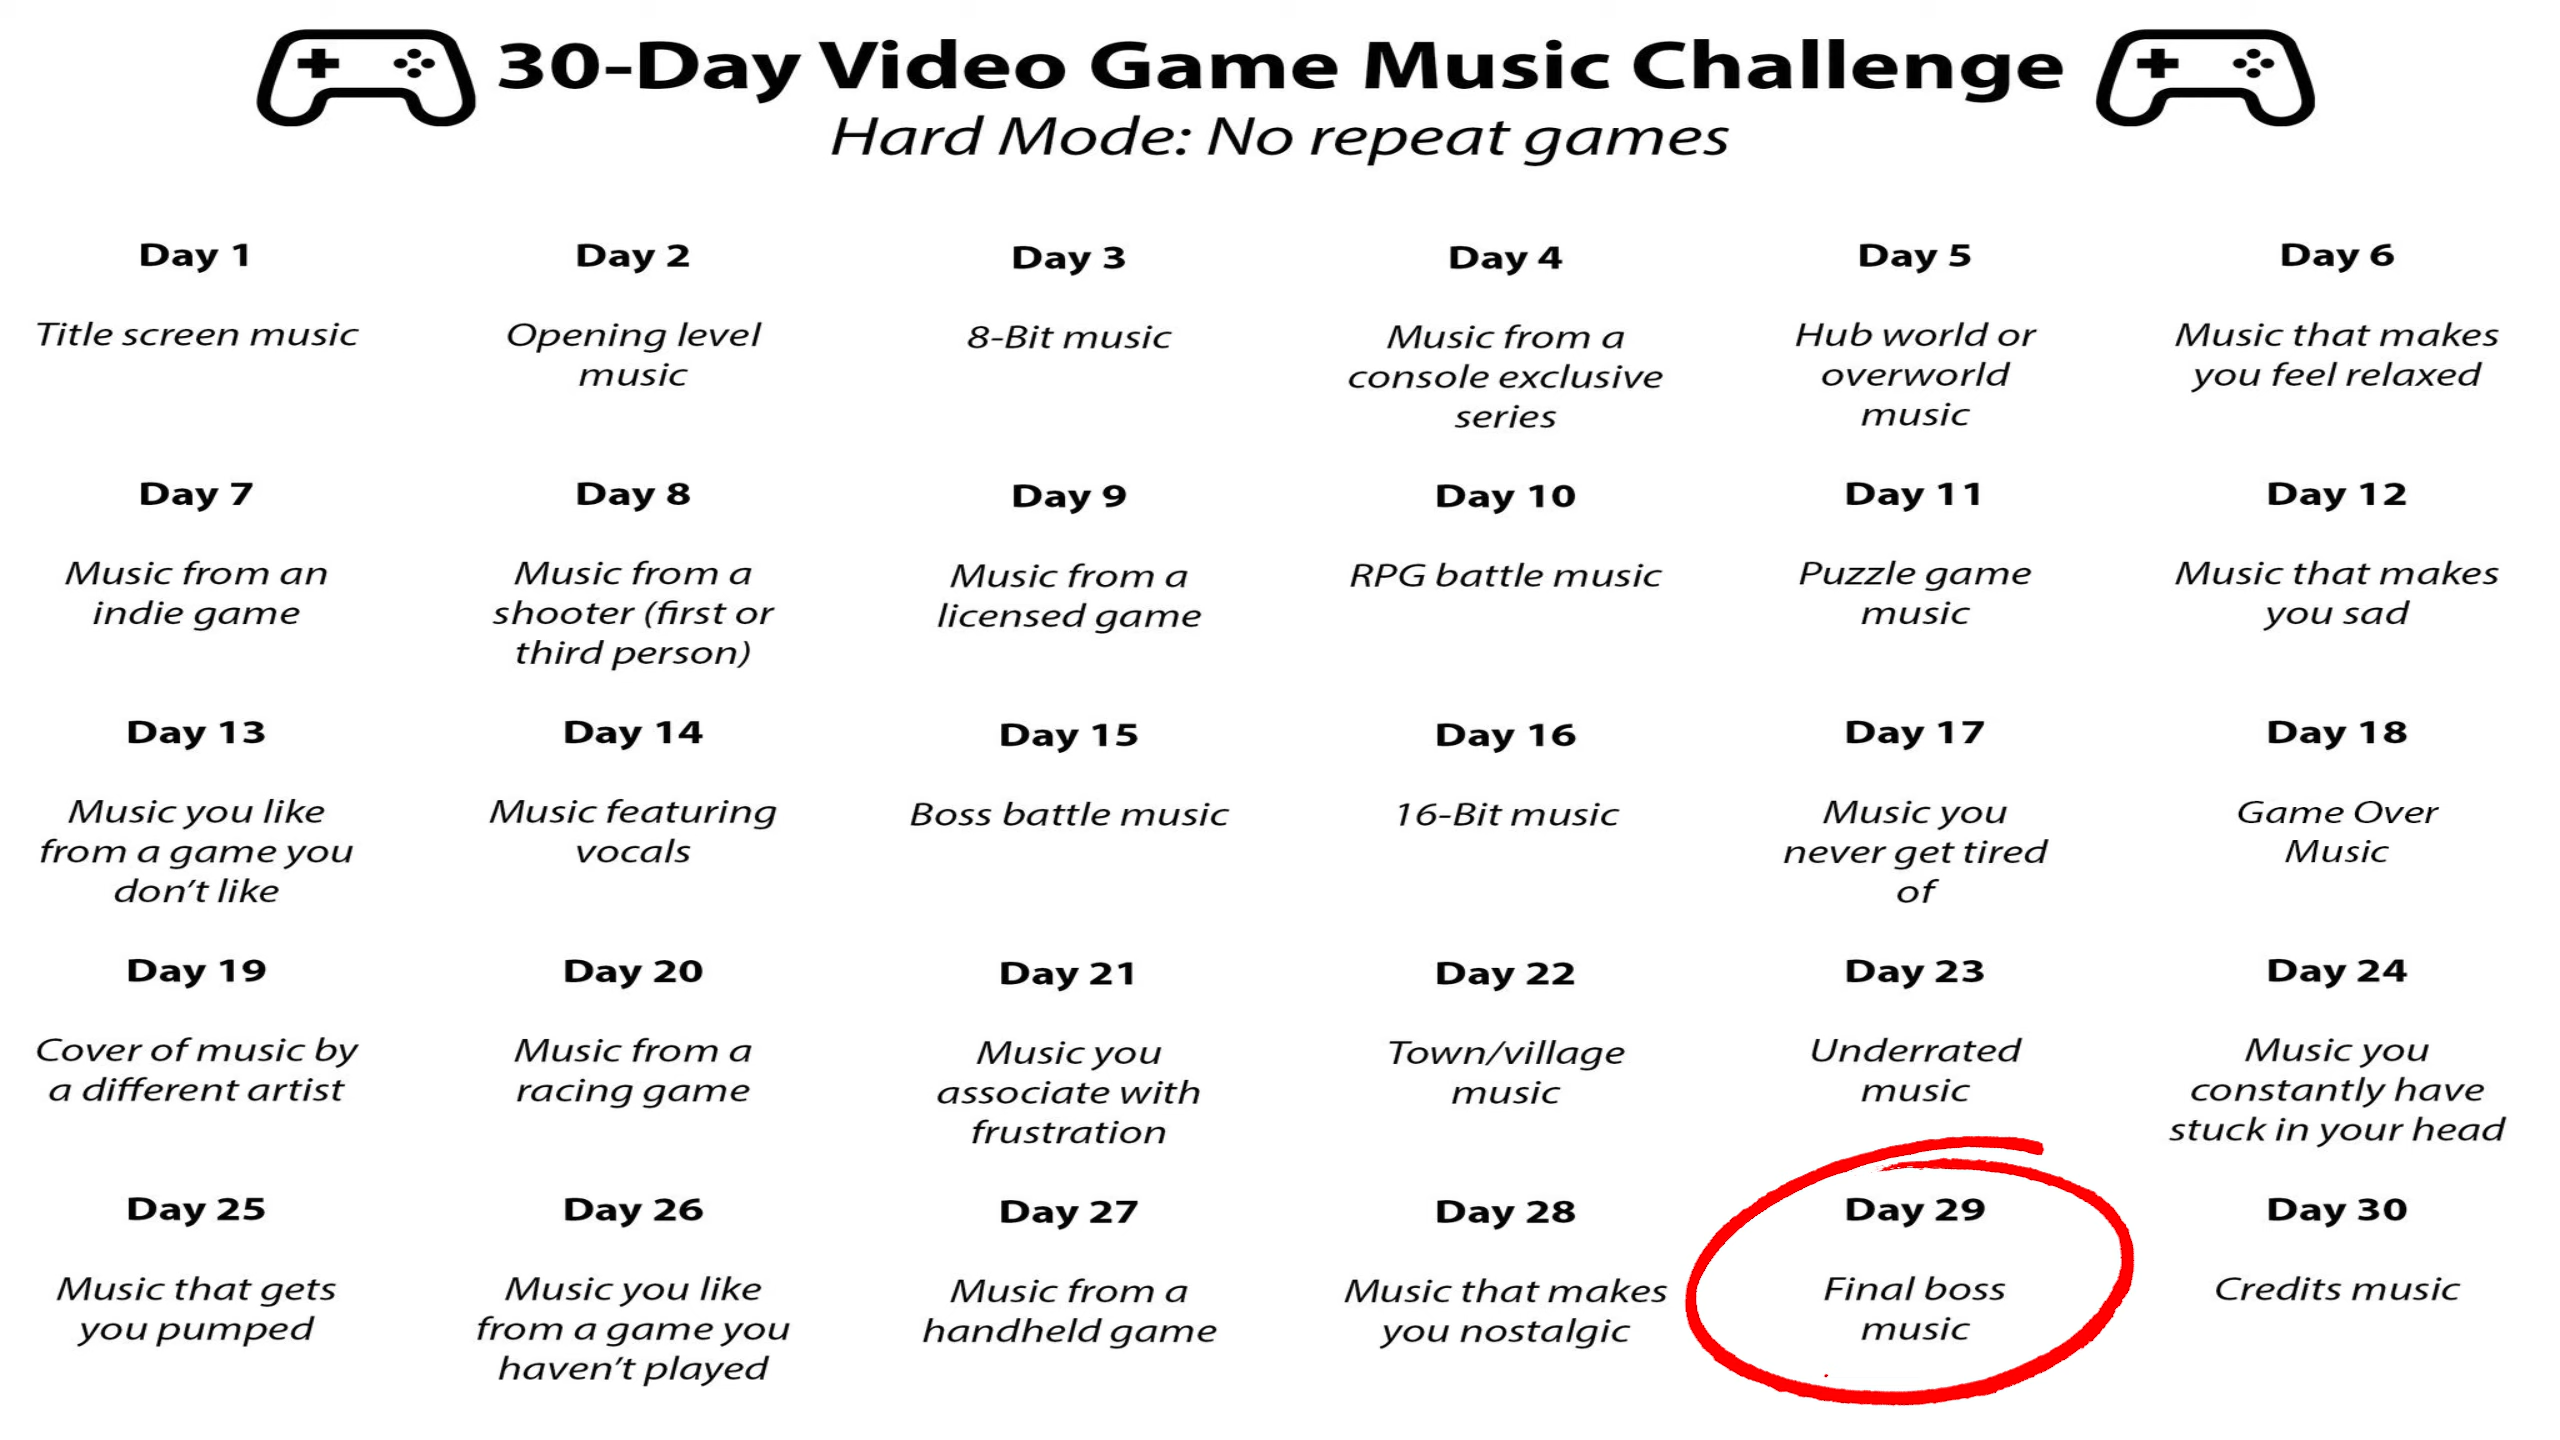 30-Day Video Game Music Challenge
Hard Mode: No repeat games
Day 1
Title screen music
Day 2
Opening level
music
Day 3
8-Bit music
Day 4
Music from a
console exclusive
series
Day 5
Hub world or
overworld
music
Day 6
Music that makes
you feel relaxed
Day 7
Music from an
indie game
Day 8
Music from a
shooter (first or
third person)
Day 9
Music from a
licensed game
Day 10
RPG battle music
Day 11
Puzzle game
music
Day 12
Music that makes
you sad
Day 13
Music you like
from a game you
don’t like
Day 14
Music featuring
vocals
Day 15
Boss battle music
Day 16
16-Bit music
Day 17
Music you
never get tired
of
Day 18
Game Over
Music
Day 19
Cover of music by
a different artist
Day 20
Music from a
racing game
Day 21
Music you
associate with
frustration
Day 22
Town/village
music
Day 23
Underrated
music
Day 24
Music you
constantly have
stuck in your head
Day 25
Music that gets
you pumped
Day 26
Music you like
from a game you
haven’t played
Day 27
Music from a
handheld game
Day 28
Music that makes
you nostalgic
Day 29
Final boss
music
Day 30
Credits music